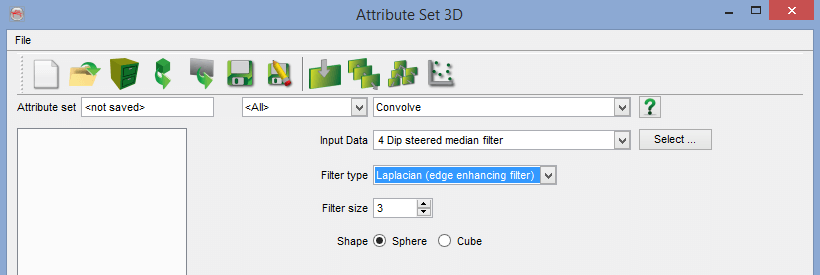 Attribute Set 3D
File
Attribute set <not saved> <All> Convolve ?
Input Data 4 Dip steered median filter Select ...
Filter type Laplacian (edge enhancing filter)
Filter size 3
Shape Sphere Cube